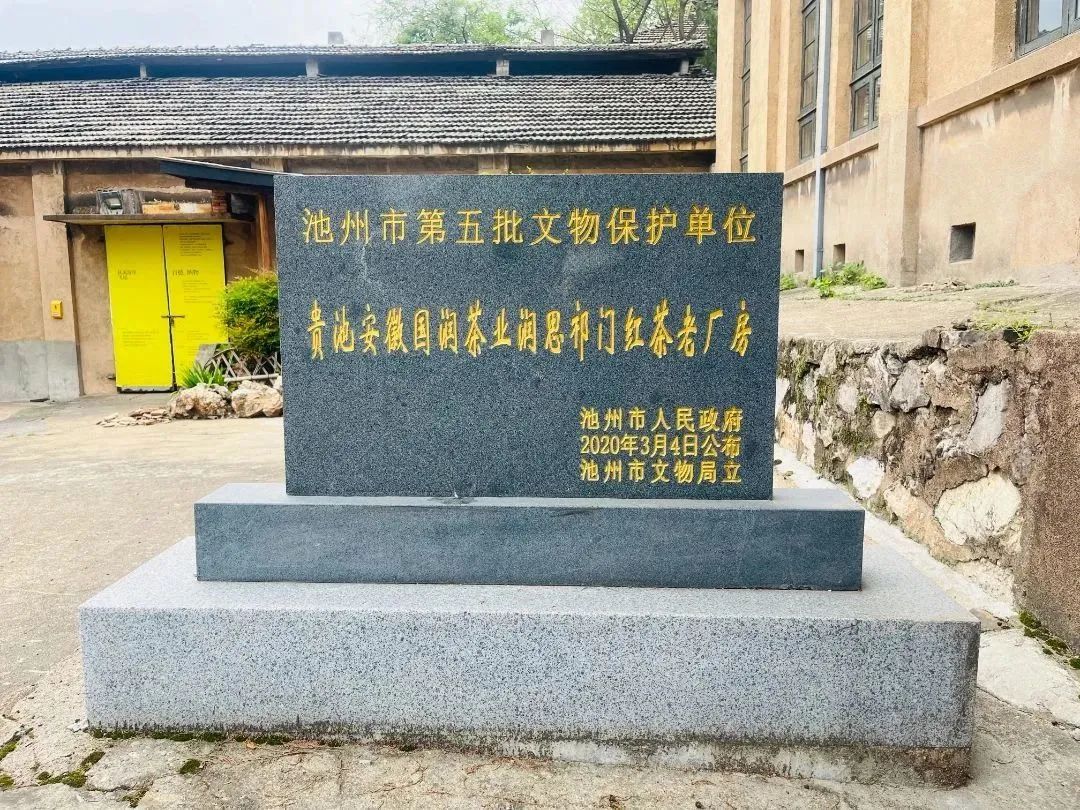 池州市第五批文物保护单位
贵池安徽国润茶业润思祁门红茶老厂房
池州市人民政府
2020年3月4日公布
池州市文物局立